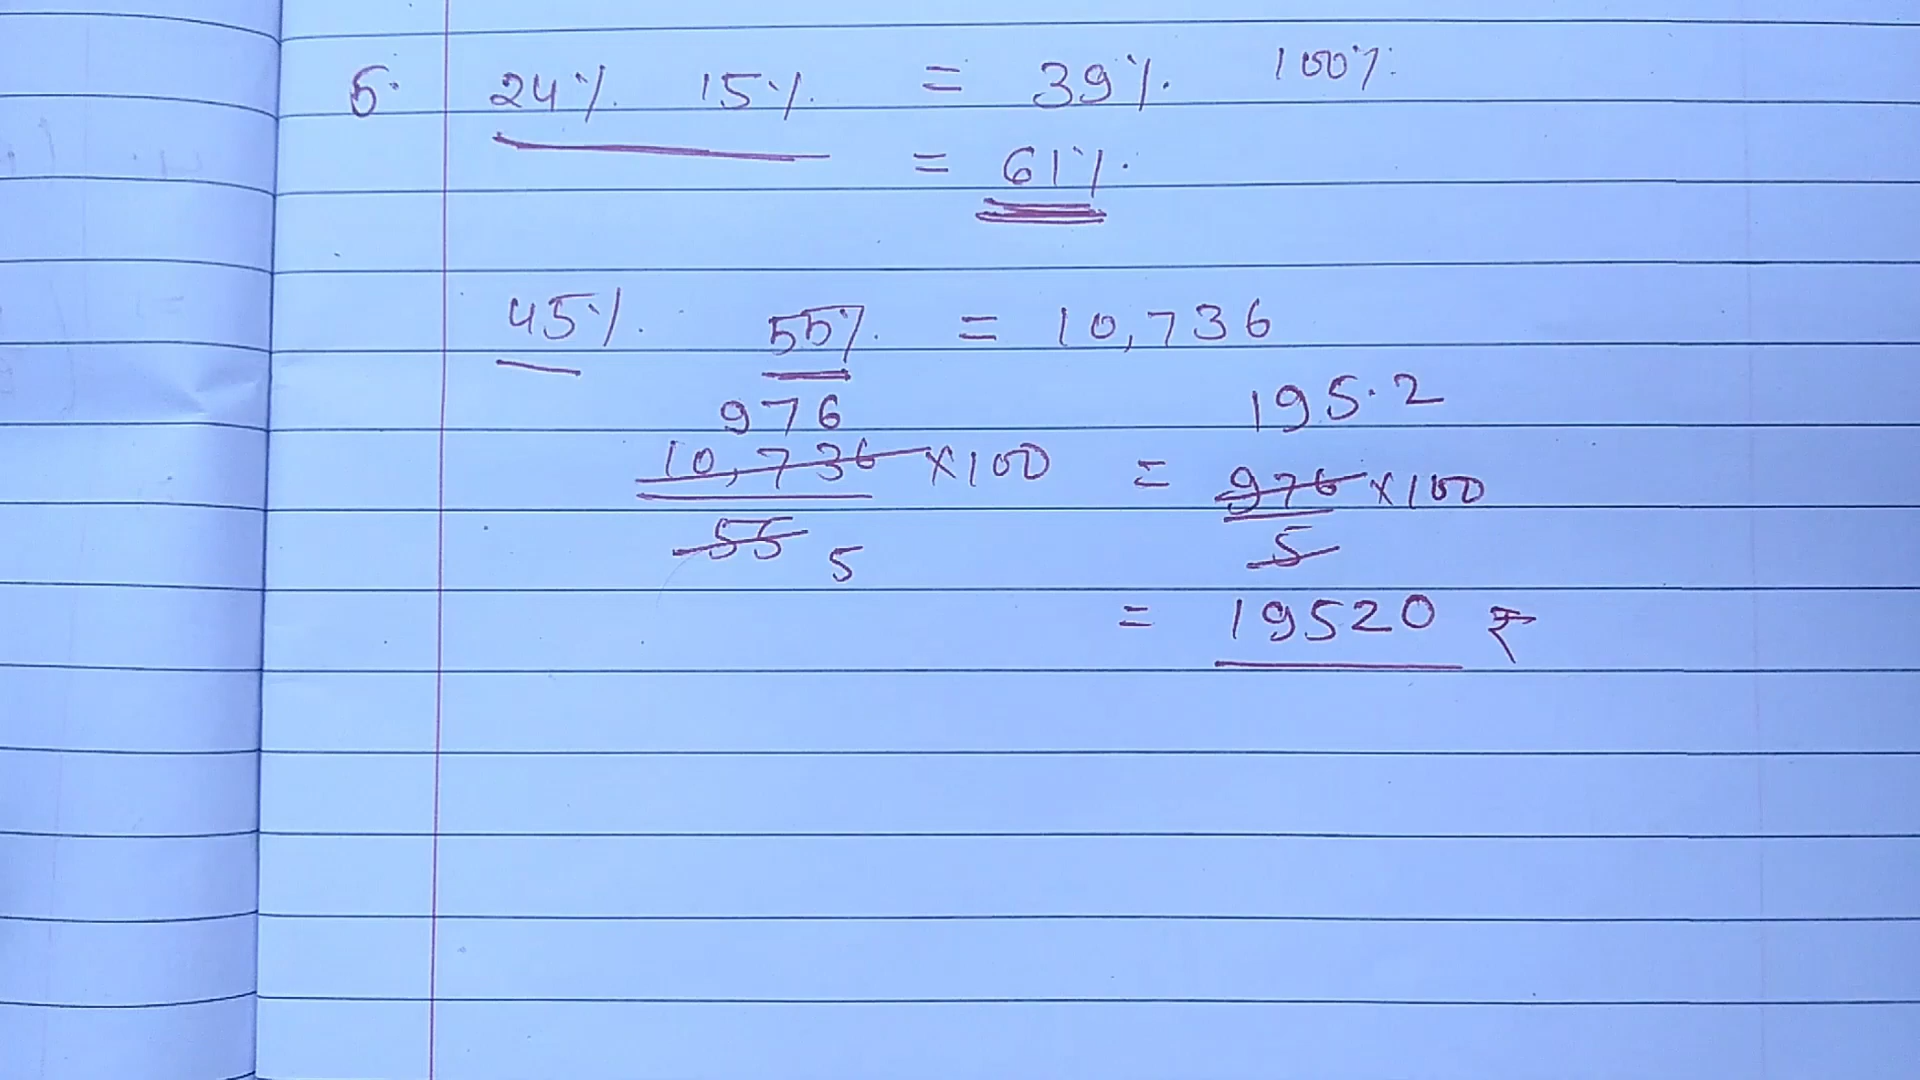 6. 24% 15% = 39% 100%
= 61%.
45%. 55%. = 10,736
976 195.2
10,736 ×100 = 976 ×100
55 5 5
= 19520 ₹